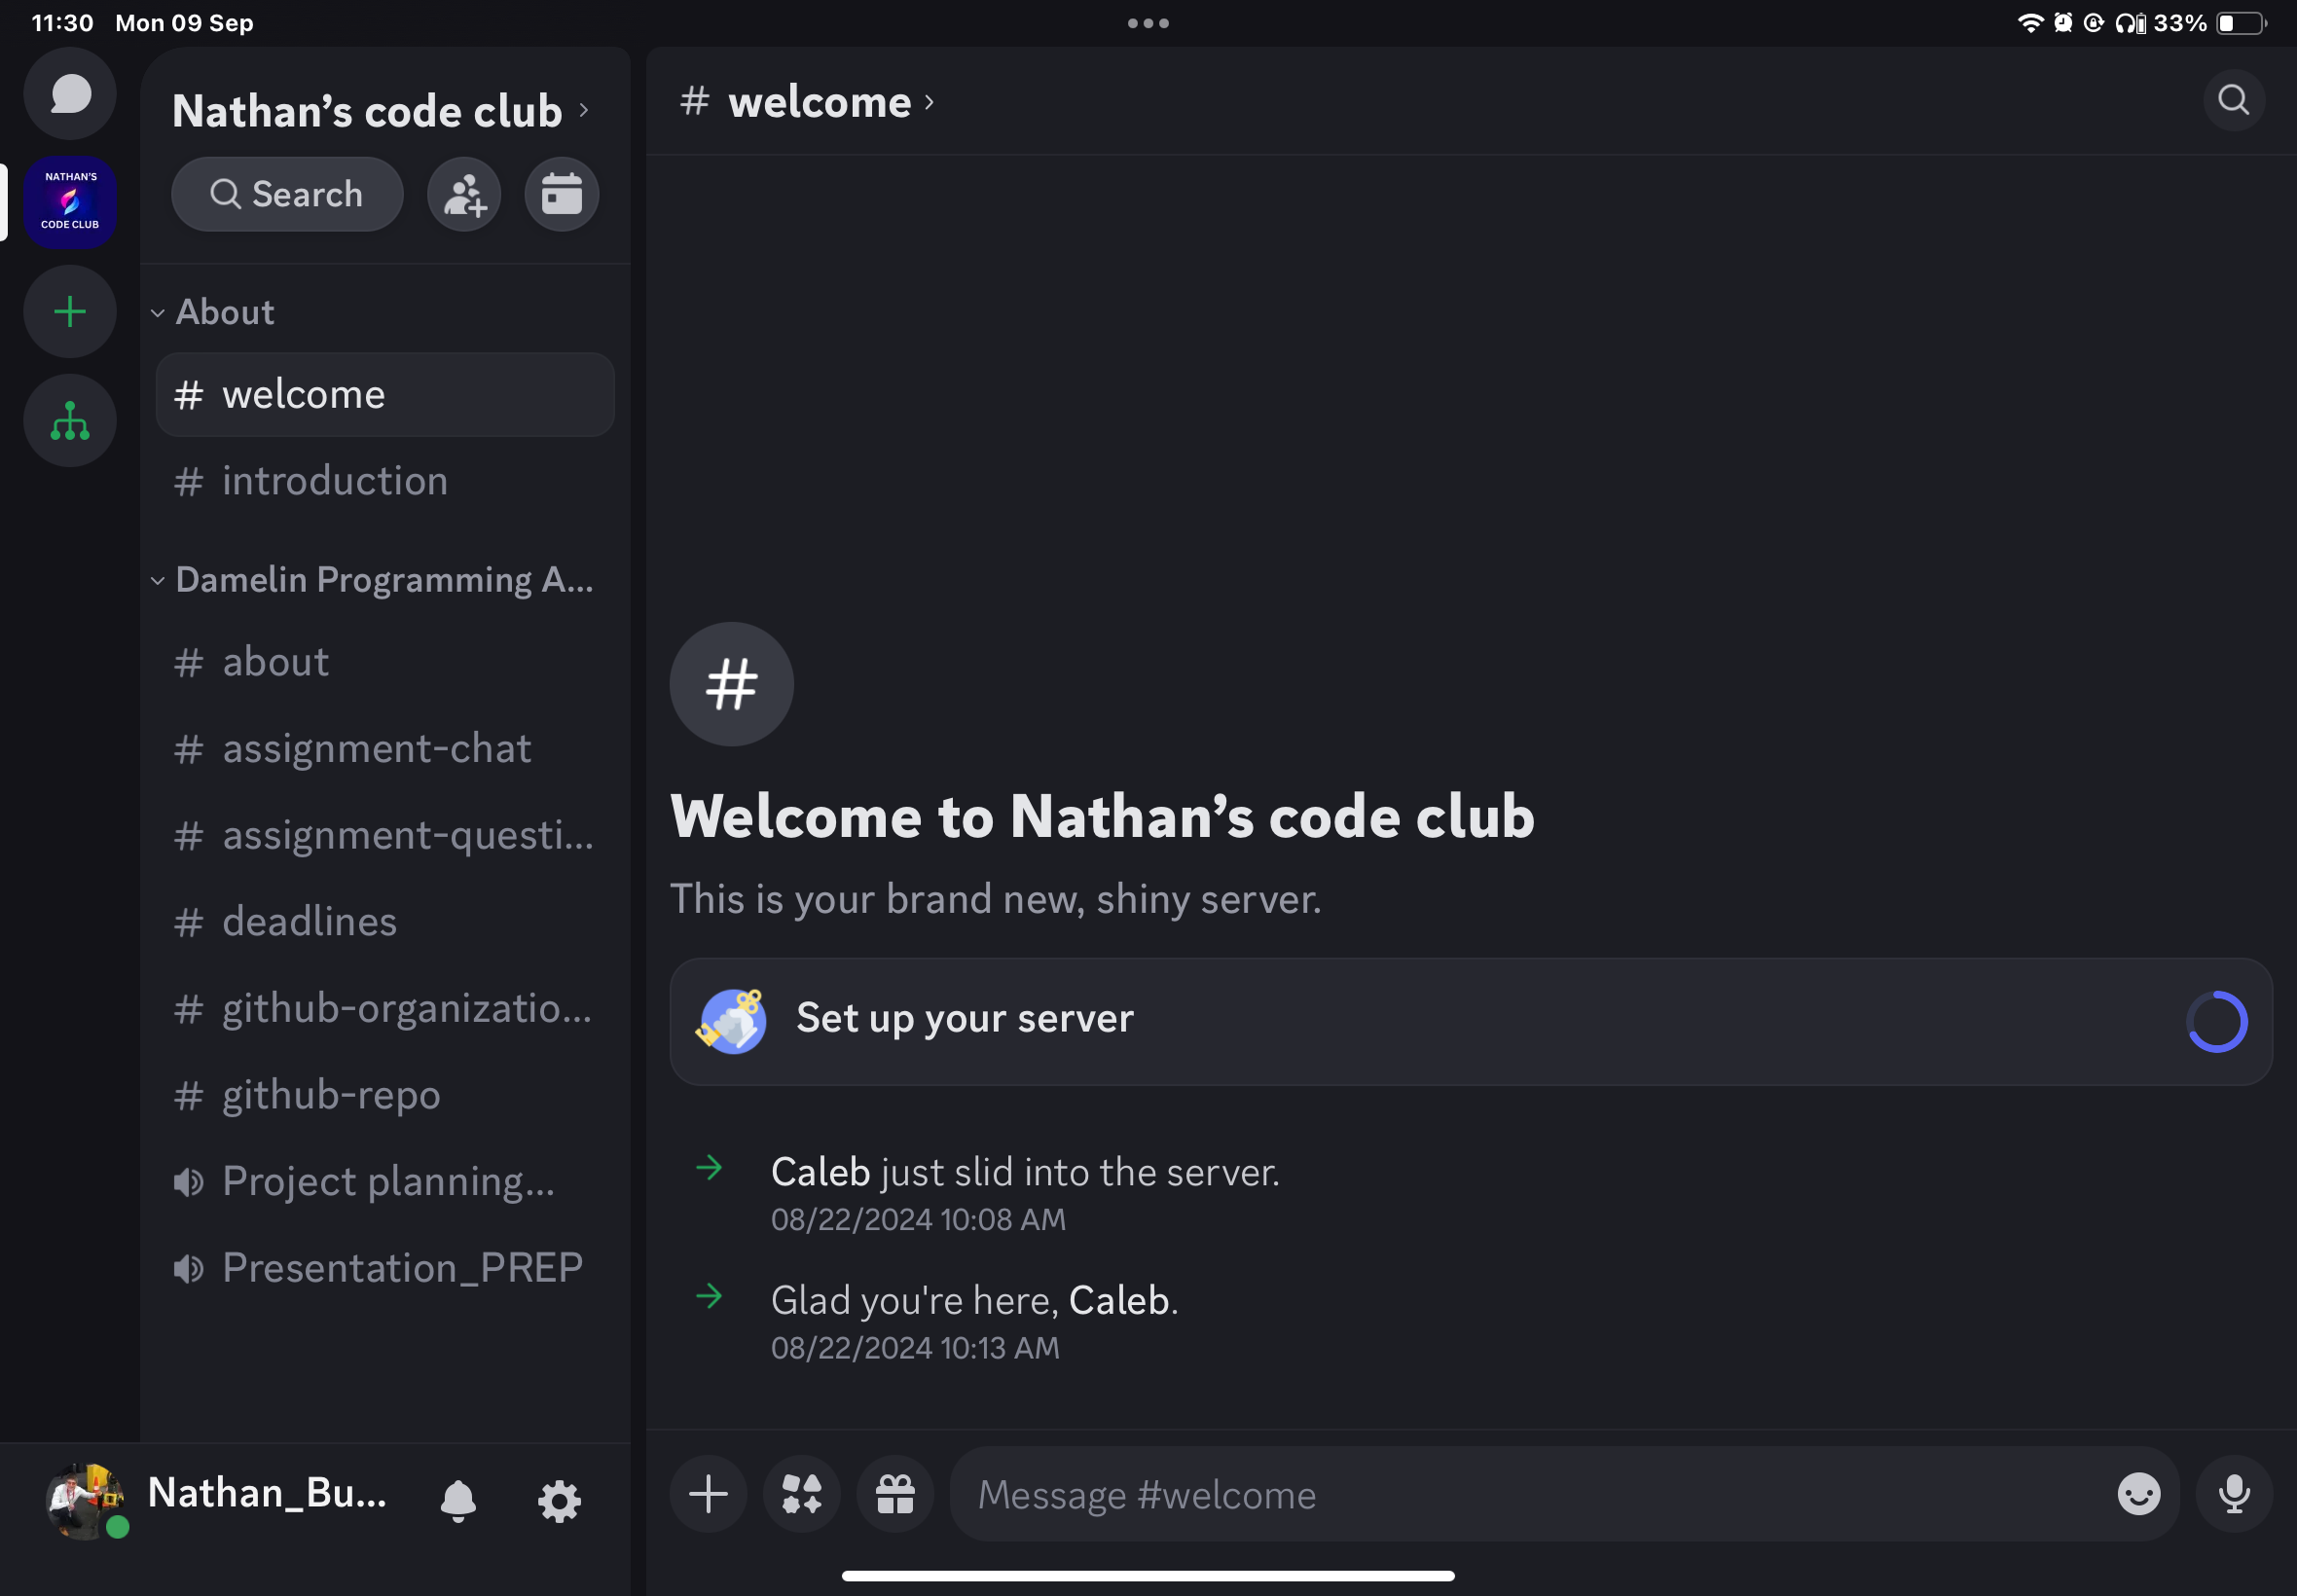 11:30 Mon 09 Sep
33%
NATHAN'S
CODE CLUB
Nathan’s code club
Search
About
# welcome
# introduction
Damelin Programming A...
# about
# assignment-chat
# assignment-questi...
# deadlines
# github-organizatio...
# github-repo
Project planning...
Presentation_PREP
Nathan_Bu...
# welcome
#
Welcome to Nathan’s code club
This is your brand new, shiny server.
Set up your server
Caleb just slid into the server.
08/22/2024 10:08 AM
Glad you're here, Caleb.
08/22/2024 10:13 AM
Message #welcome